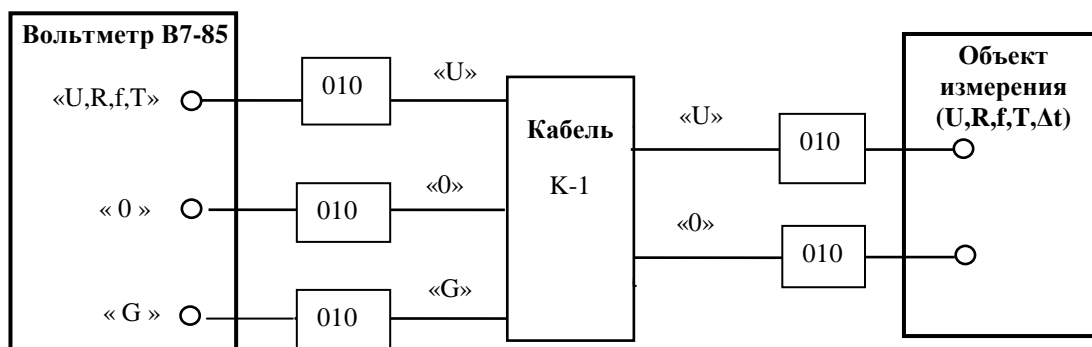 Вольтметр В7-85
«U,R,f,T»
« 0 »
« G »
010
010
010
«U»
«0»
«G»
Кабель
К-1
«U»
«0»
010
010
Объект
измерения
(U,R,f,T,Δt)